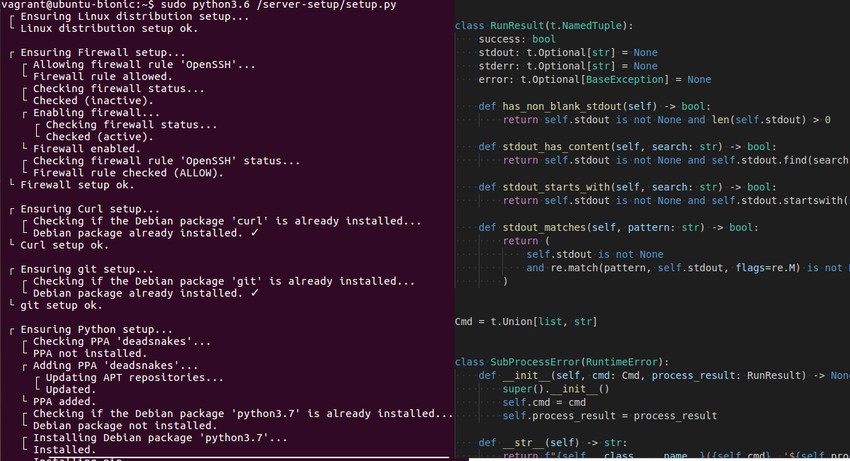 vagrant@ubuntu-bionic:~$ sudo python3.6 /server-setup/setup.py
┌ Ensuring Linux distribution setup...
└ Linux distribution setup ok.
┌ Ensuring Firewall setup...
┌ Allowing firewall rule 'OpenSSH'...
└ Firewall rule allowed.
┌ Checking firewall status...
└ Checked (inactive).
┌ Enabling firewall...
┌ Checking firewall status...
└ Checked (active).
└ Firewall enabled.
┌ Checking firewall rule 'OpenSSH' status...
└ Firewall rule checked (ALLOW).
└ Firewall setup ok.
┌ Ensuring Curl setup...
┌ Checking if the Debian package 'curl' is already installed...
└ Debian package already installed. ✓
└ Curl setup ok.
┌ Ensuring git setup...
┌ Checking if the Debian package 'git' is already installed...
└ Debian package already installed. ✓
└ git setup ok.
┌ Ensuring Python setup...
┌ Checking PPA 'deadsnakes'...
└ PPA not installed.
┌ Adding PPA 'deadsnakes'...
┌ Updating APT repositories...
└ Updated.
└ PPA added.
┌ Checking if the Debian package 'python3.7' is already installed...
└ Debian package not installed.
┌ Installing Debian package 'python3.7'...
└ Installed.
class RunResult(t.NamedTuple):
success: bool
stdout: t.Optional[str] = None
stderr: t.Optional[str] = None
error: t.Optional[BaseException] = None
def has_non_blank_stdout(self) -> bool:
return self.stdout is not None and len(self.stdout) > 0
def stdout_has_content(self, search: str) -> bool:
return self.stdout is not None and self.stdout.find(search
def stdout_starts_with(self, search: str) -> bool:
return self.stdout is not None and self.stdout.startswith(
def stdout_matches(self, pattern: str) -> bool:
return (
self.stdout is not None
and re.match(pattern, self.stdout, flags=re.M) is not
)
Cmd = t.Union[list, str]
class SubProcessError(RuntimeError):
def __init__(self, cmd: Cmd, process_result: RunResult) -> Non
super().__init__()
self.cmd = cmd
self.process_result = process_result
def __str__(self) -> str: